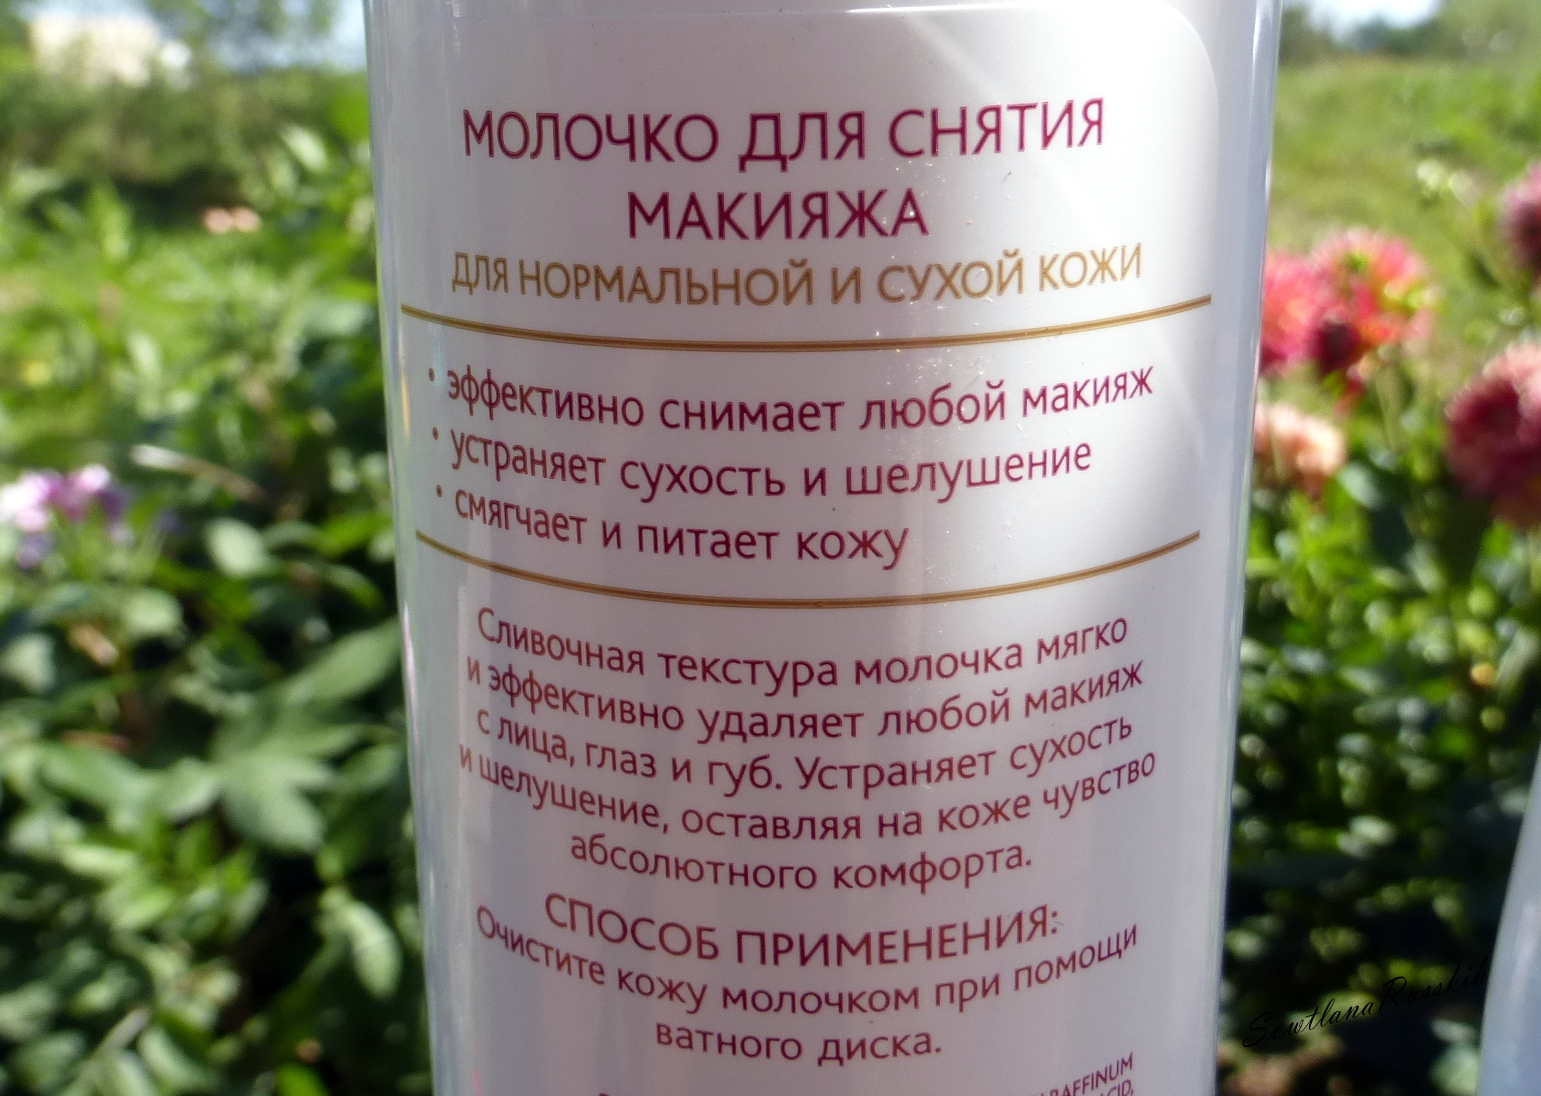 МОЛОЧКО ДЛЯ СНЯТИЯ
МАКИЯЖА
ДЛЯ НОРМАЛЬНОЙ И СУХОЙ КОЖИ
• эффективно снимает любой макияж
• устраняет сухость и шелушение
• смягчает и питает кожу
Сливочная текстура молочка мягко
и эффективно удаляет любой макияж
с лица, глаз и губ. Устраняет сухость
и шелушение, оставляя на коже чувство
абсолютного комфорта.
СПОСОБ ПРИМЕНЕНИЯ:
Очистите кожу молочком при помощи
ватного диска.